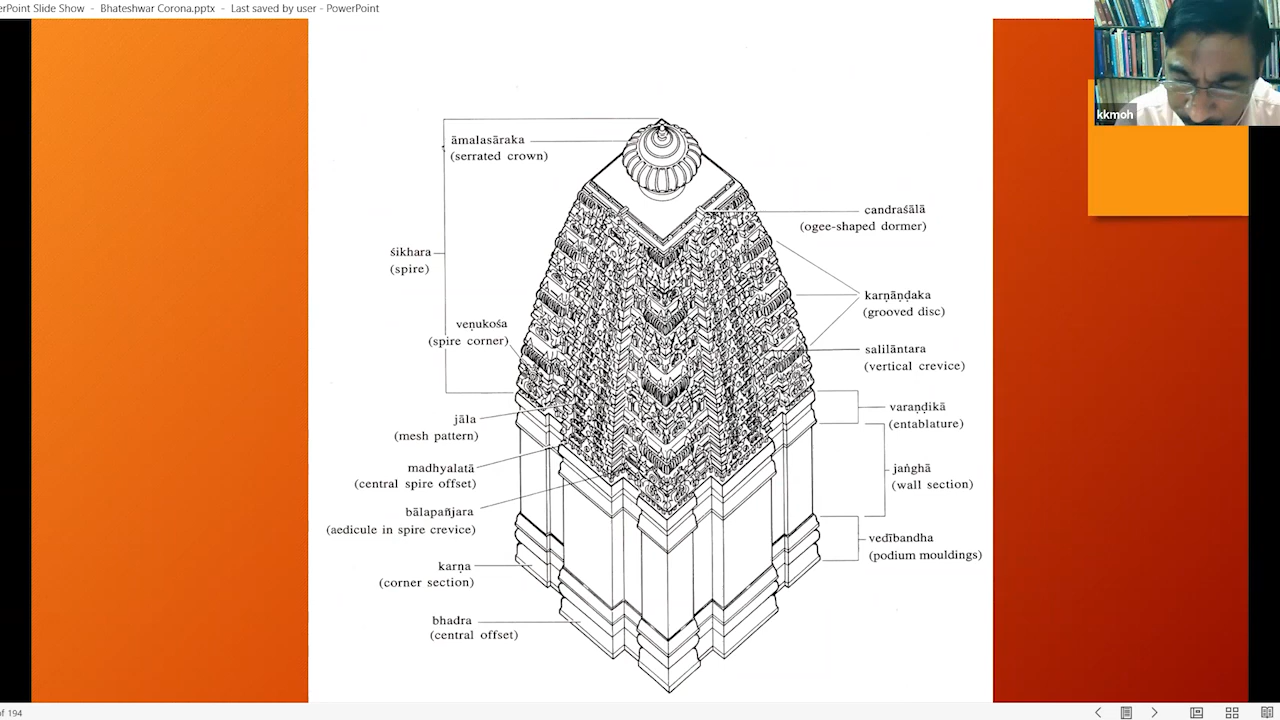 erPoint Slide Show - Bhateshwar Corona.pptx - Last saved by user - PowerPoint
kkmoh
āmalasāraka
(serrated crown)
candraśālā
(ogee-shaped dormer)
śikhara
(spire)
karṇāṇḍaka
(grooved disc)
veṇukośa
(spire corner)
salilāntara
(vertical crevice)
varaṇḍikā
(entablature)
jāla
(mesh pattern)
madhyalatā
(central spire offset)
jaṅghā
(wall section)
bālapañjara
(aedicule in spire crevice)
vedībandha
(podium mouldings)
karṇa
(corner section)
bhadra
(central offset)
of 194